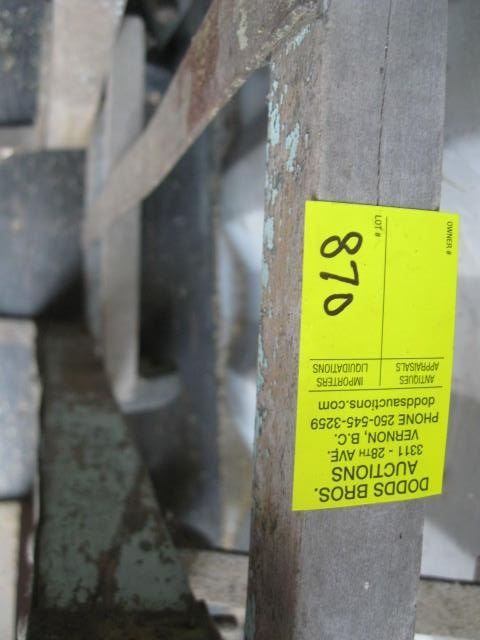 DODDS BROS.
AUCTIONS
3311 - 28TH AVE.
VERNON, B.C.
PHONE 250-545-3259
doddsauctions.com
ANTIQUES IMPORTERS
APPRAISALS LIQUIDATIONS
OWNER # LOT #
870